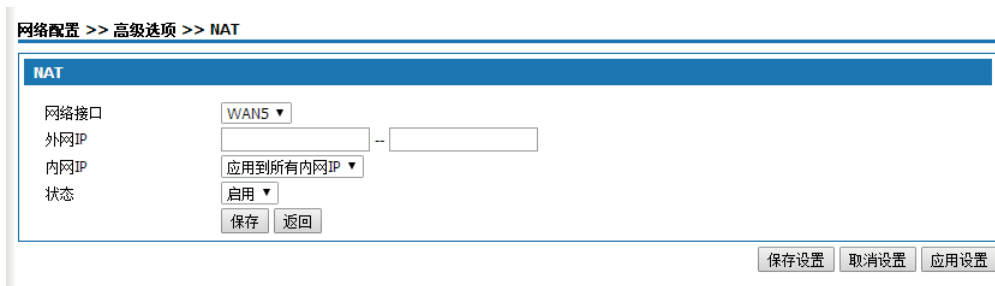 网络配置 >> 高级选项 >> NAT
NAT
网络接口 WAN5
外网IP --
内网IP 应用到所有内网IP
状态 启用
保存 返回
保存设置 取消设置 应用设置